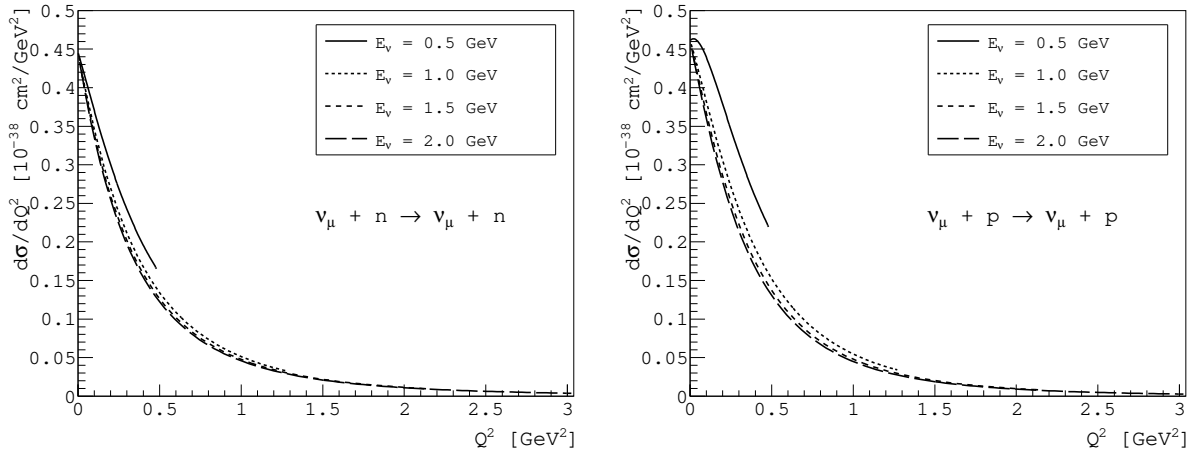 0.5
0.45
0.4
0.35
0.3
0.25
0.2
0.15
0.1
0.05
0
dσ/dQ² [10⁻³⁸ cm²/GeV²]
E_ν = 0.5 GeV
E_ν = 1.0 GeV
E_ν = 1.5 GeV
E_ν = 2.0 GeV
ν_μ + n → ν_μ + n
0 0.5 1 1.5 2 2.5 3
Q² [GeV²]
0.5
0.45
0.4
0.35
0.3
0.25
0.2
0.15
0.1
0.05
0
dσ/dQ² [10⁻³⁸ cm²/GeV²]
E_ν = 0.5 GeV
E_ν = 1.0 GeV
E_ν = 1.5 GeV
E_ν = 2.0 GeV
ν_μ + p → ν_μ + p
0 0.5 1 1.5 2 2.5 3
Q² [GeV²]